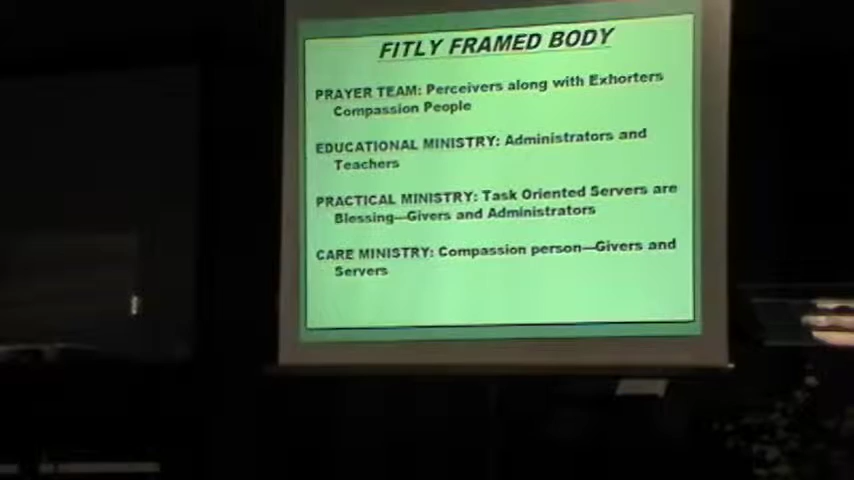 FITLY FRAMED BODY
PRAYER TEAM: Perceivers along with Exhorters
Compassion People
EDUCATIONAL MINISTRY: Administrators and
Teachers
PRACTICAL MINISTRY: Task Oriented Servers are
Blessing—Givers and Administrators
CARE MINISTRY: Compassion person—Givers and
Servers